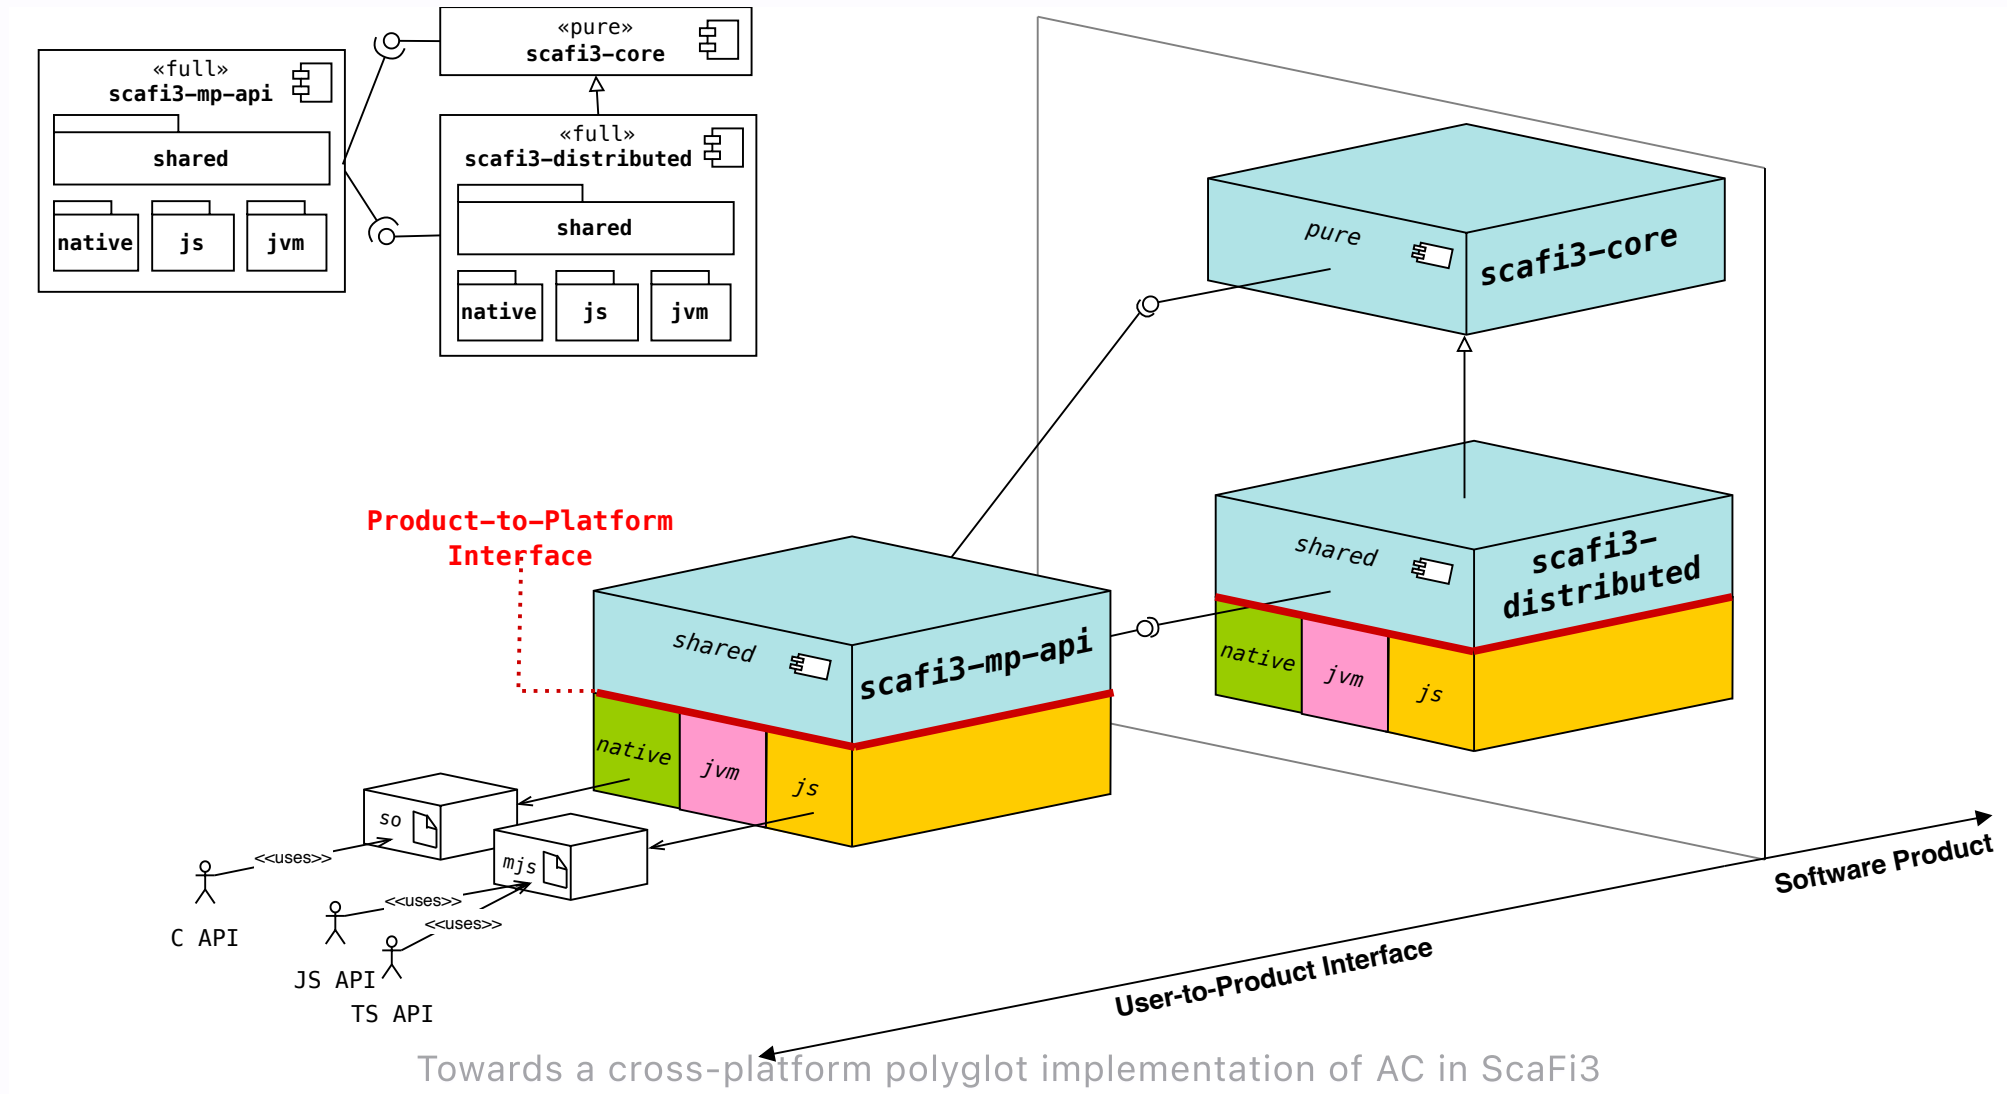 «pure»
scafi3-core
«full»
scafi3-mp-api
shared
native
js
jvm
«full»
scafi3-distributed
shared
native
js
jvm
pure
scafi3-core
shared
scafi3-
distributed
native
jvm
js
Product-to-Platform
Interface
shared
scafi3-mp-api
native
jvm
js
so
mjs
<<uses>>
<<uses>>
<<uses>>
C API
JS API
TS API
Software Product
User-to-Product Interface
Towards a cross-platform polyglot implementation of AC in ScaFi3